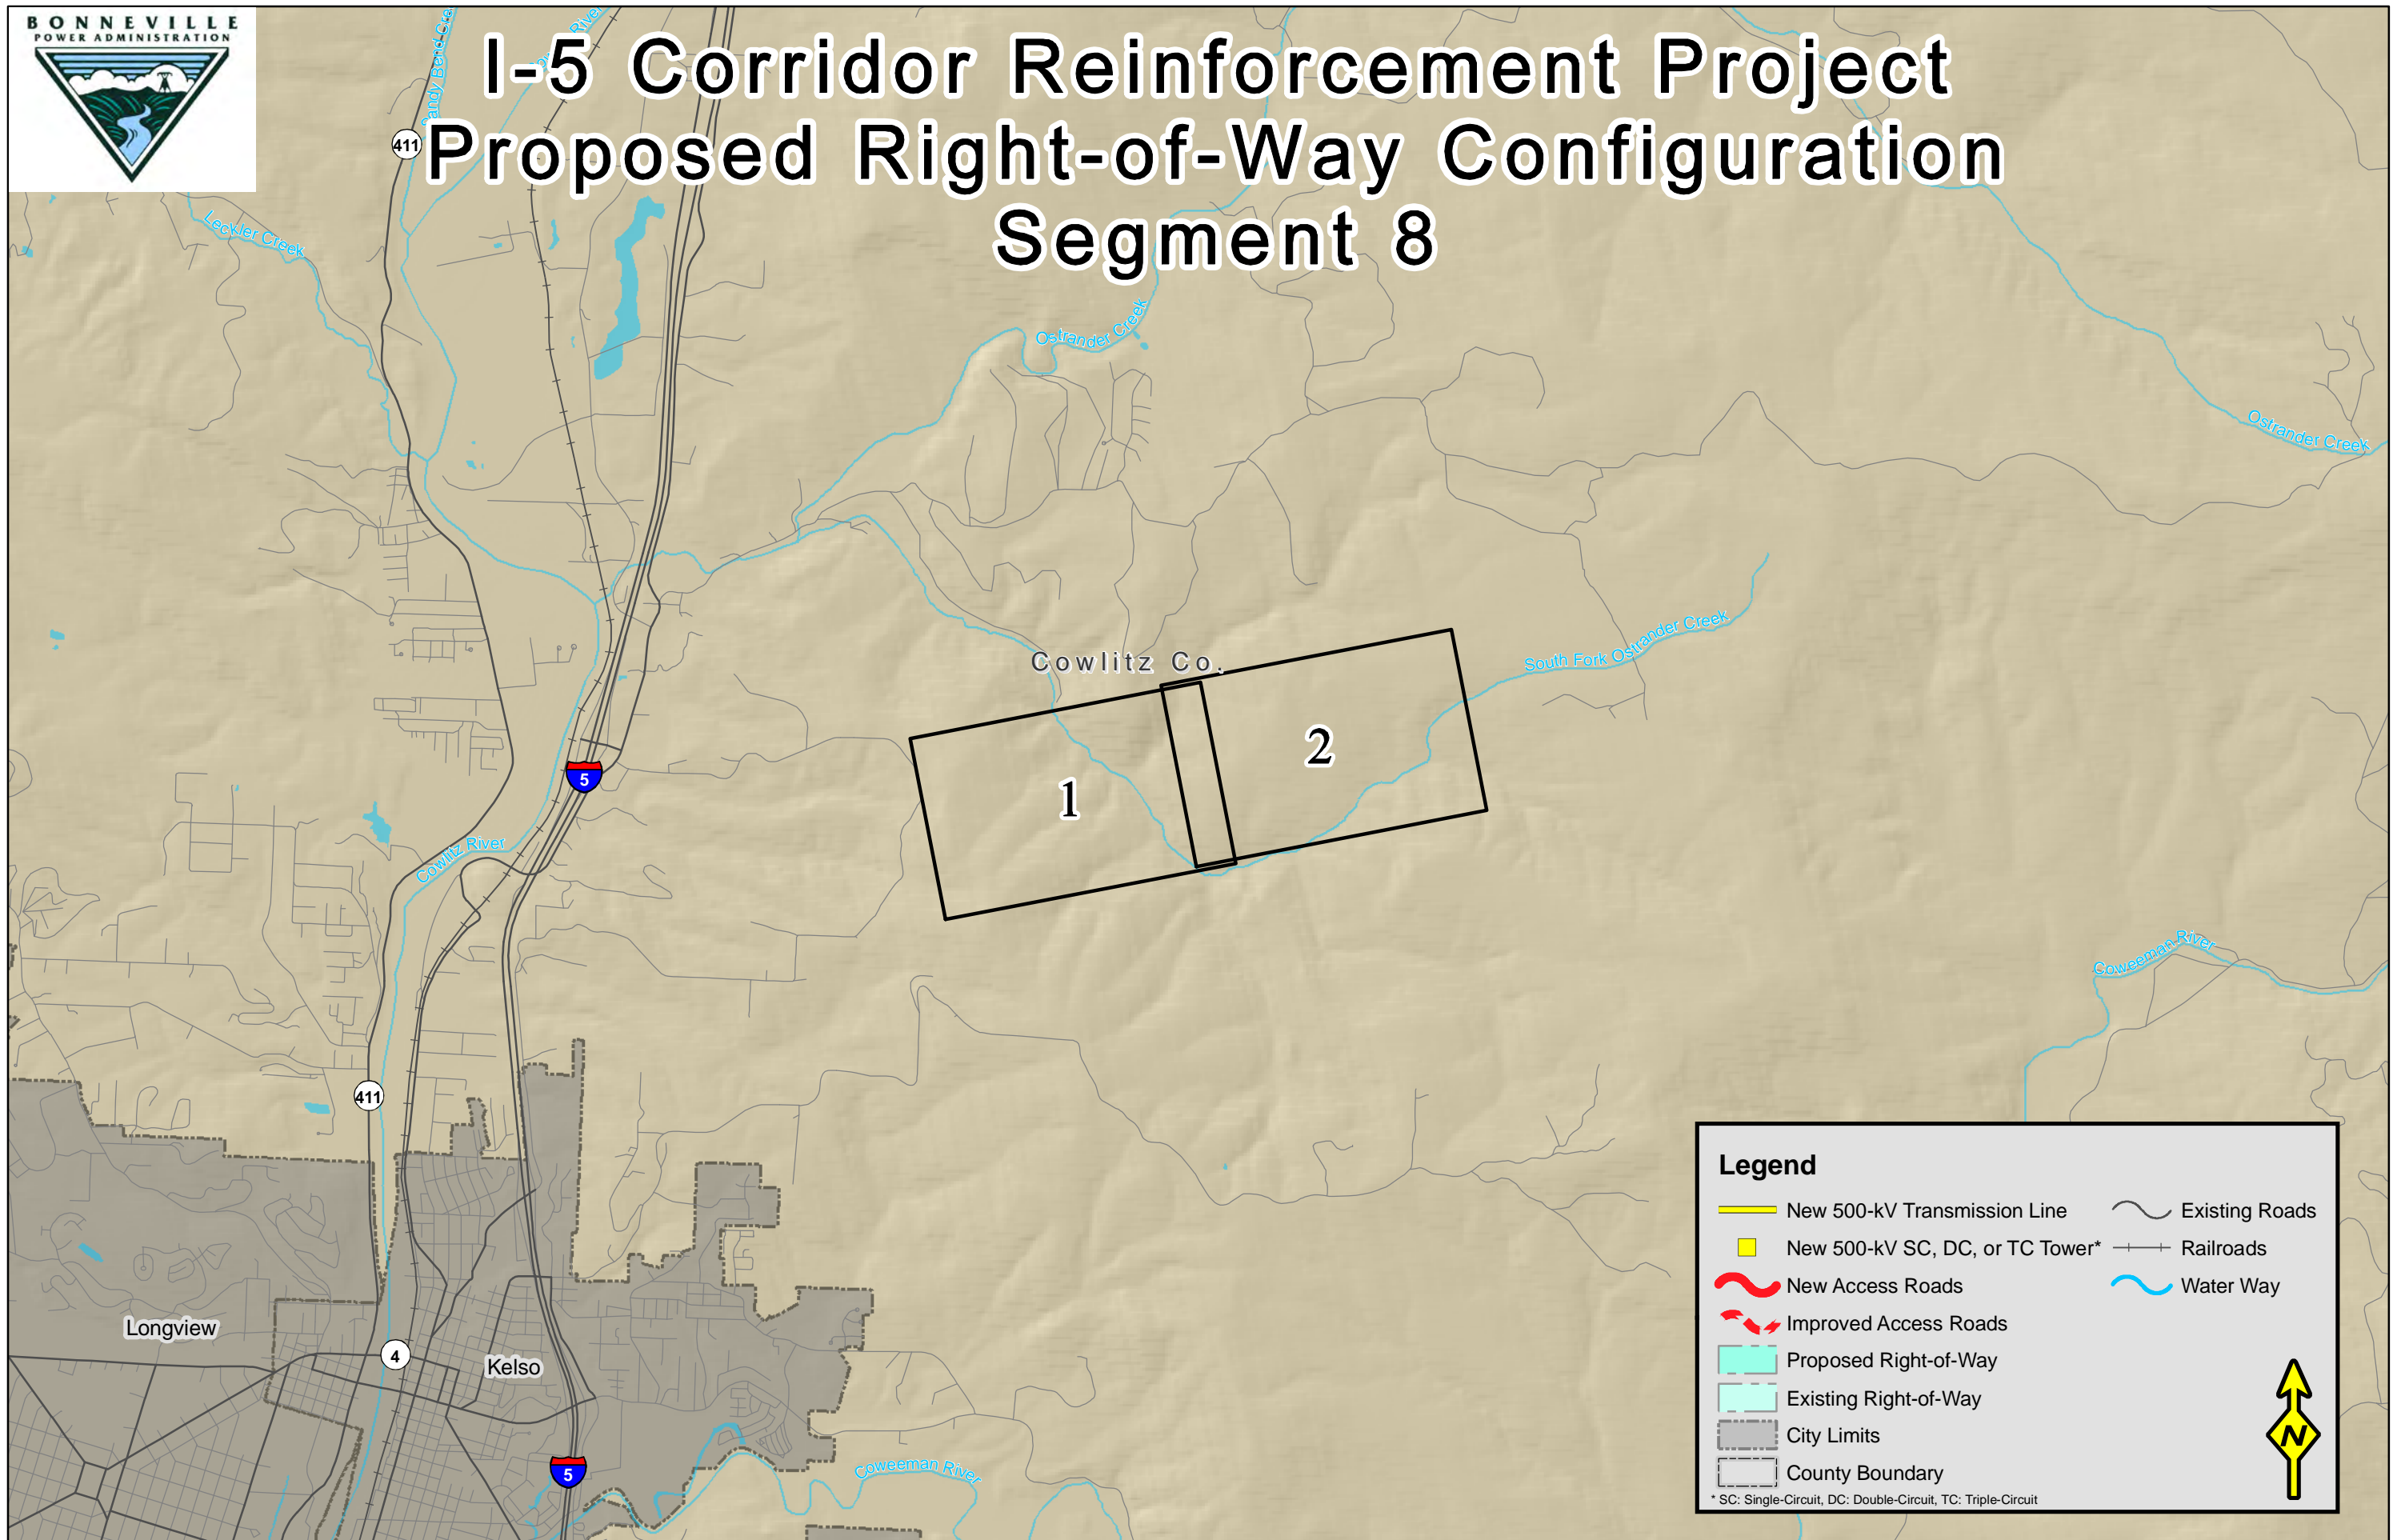 BONNEVILLE
POWER ADMINISTRATION
I-5 Corridor Reinforcement Project
Proposed Right-of-Way Configuration
Segment 8
411
Leckler Creek
Ostrander Creek
Ostrander Creek
South Fork Ostrander Creek
Cowlitz Co.
1
2
5
Cowlitz River
Coweeman River
411
Longview
4
Kelso
5
Coweeman River
Legend
New 500-kV Transmission Line
New 500-kV SC, DC, or TC Tower*
New Access Roads
Improved Access Roads
Proposed Right-of-Way
Existing Right-of-Way
City Limits
County Boundary
Existing Roads
Railroads
Water Way
N
* SC: Single-Circuit, DC: Double-Circuit, TC: Triple-Circuit